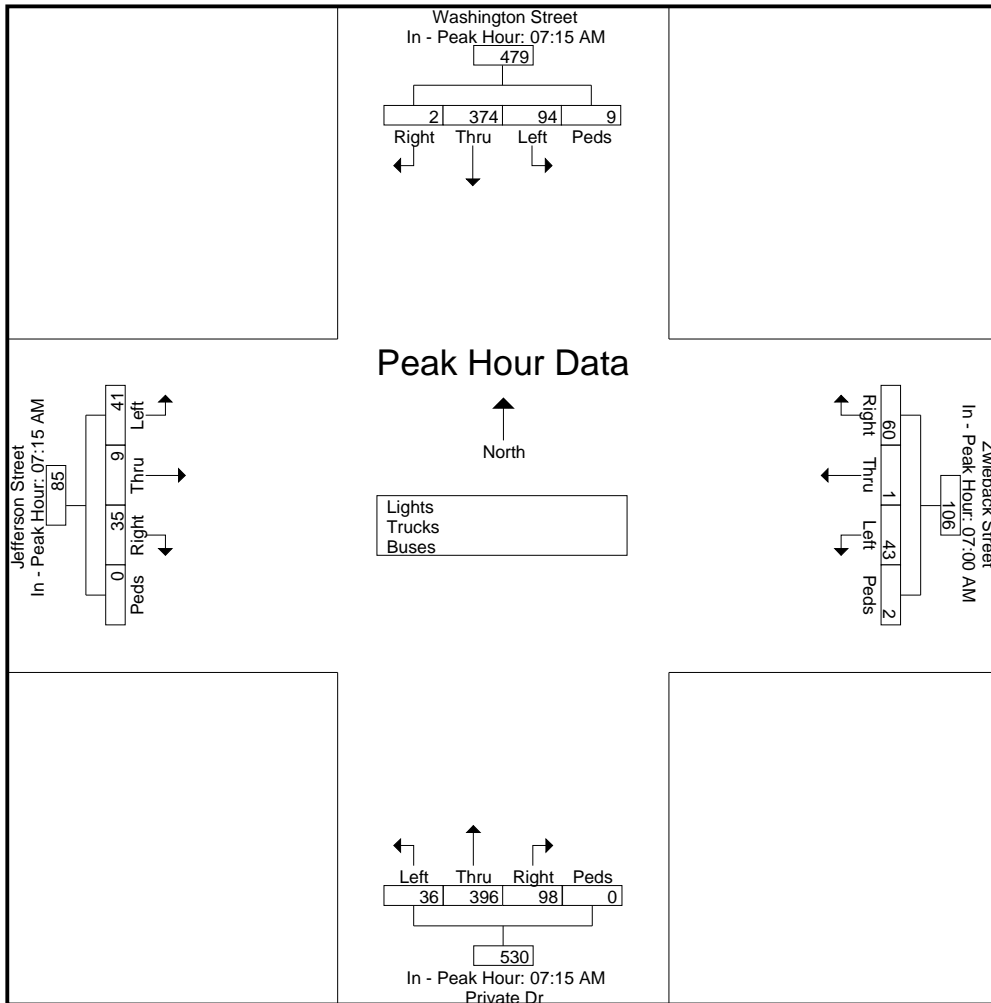 Washington Street
In - Peak Hour: 07:15 AM
479
2 374 94 9
Right Thru Left Peds
Peak Hour Data
North
Lights
Trucks
Buses
Jefferson Street
In - Peak Hour: 07:15 AM
85
41 9 35 0
Left Thru Right Peds
Zwieback Street
In - Peak Hour: 07:00 AM
106
60 1 43 2
Right Thru Left Peds
Left Thru Right Peds
36 396 98 0
530
In - Peak Hour: 07:15 AM
Private Dr